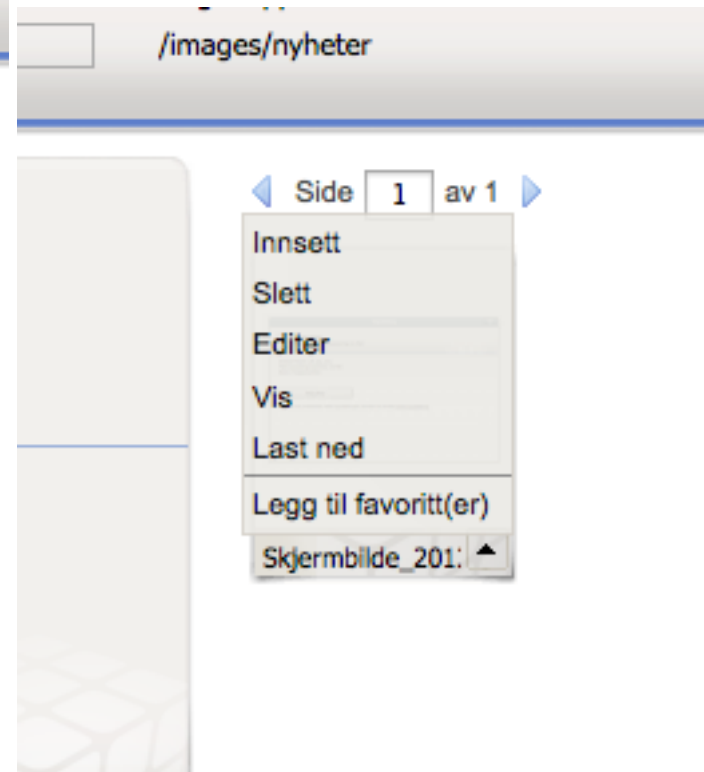 /images/nyheter
Side 1 av 1
Innsett
Slett
Editer
Vis
Last ned
Legg til favoritt(er)
Skjermbilde_201